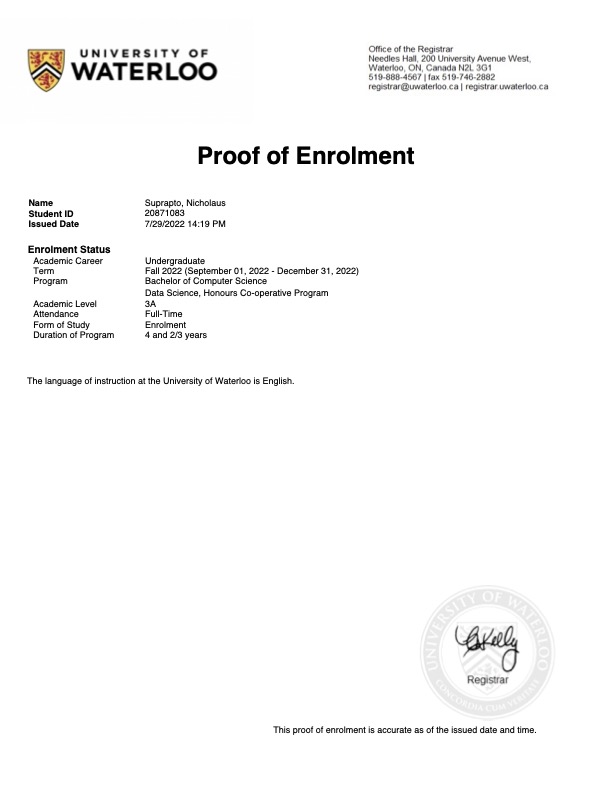 UNIVERSITY OF
WATERLOO
Office of the Registrar
Needles Hall, 200 University Avenue West,
Waterloo, ON, Canada N2L 3G1
519-888-4567 | fax 519-746-2882
registrar@uwaterloo.ca | registrar.uwaterloo.ca
Proof of Enrolment
Name Suprapto, Nicholaus
Student ID 20871083
Issued Date 7/29/2022 14:19 PM
Enrolment Status
Academic Career Undergraduate
Term Fall 2022 (September 01, 2022 - December 31, 2022)
Program Bachelor of Computer Science
Data Science, Honours Co-operative Program
Academic Level 3A
Attendance Full-Time
Form of Study Enrolment
Duration of Program 4 and 2/3 years
The language of instruction at the University of Waterloo is English.
UNIVERSITY OF WATERLOO
CKelly
Registrar
CONCORDIA CUM VERITATE
This proof of enrolment is accurate as of the issued date and time.